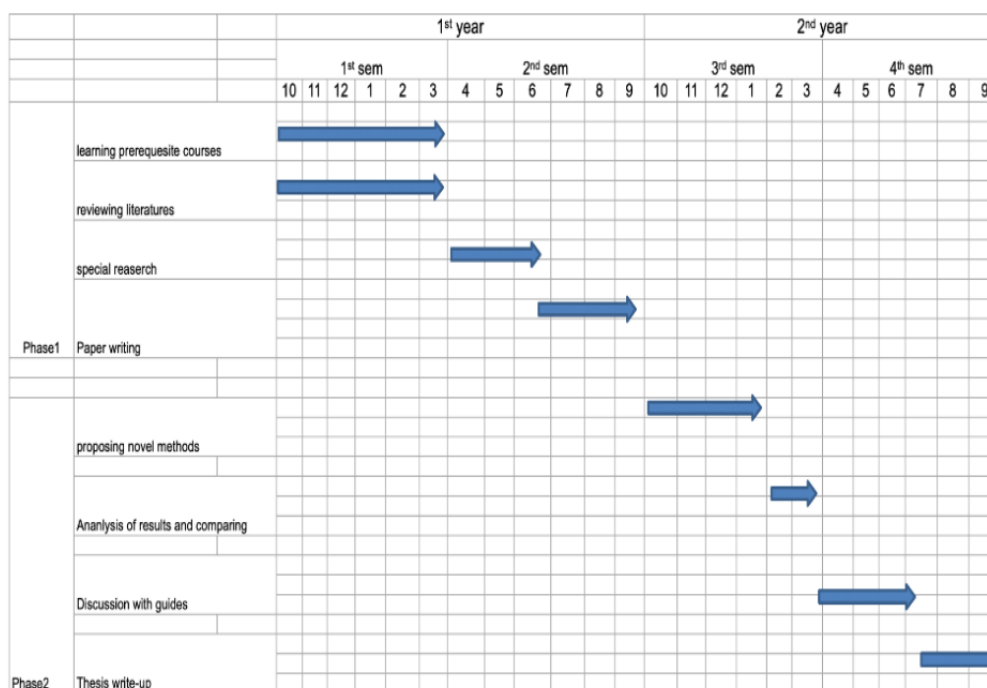 1st year 2nd year
1st sem 2nd sem 3rd sem 4th sem
10 11 12 1 2 3 4 5 6 7 8 9 10 11 12 1 2 3 4 5 6 7 8 9
learning prerequesite courses
reviewing literatures
special reaserch
Phase1 Paper writing
proposing novel methods
Ananlysis of results and comparing
Discussion with guides
Phase2 Thesis write-up